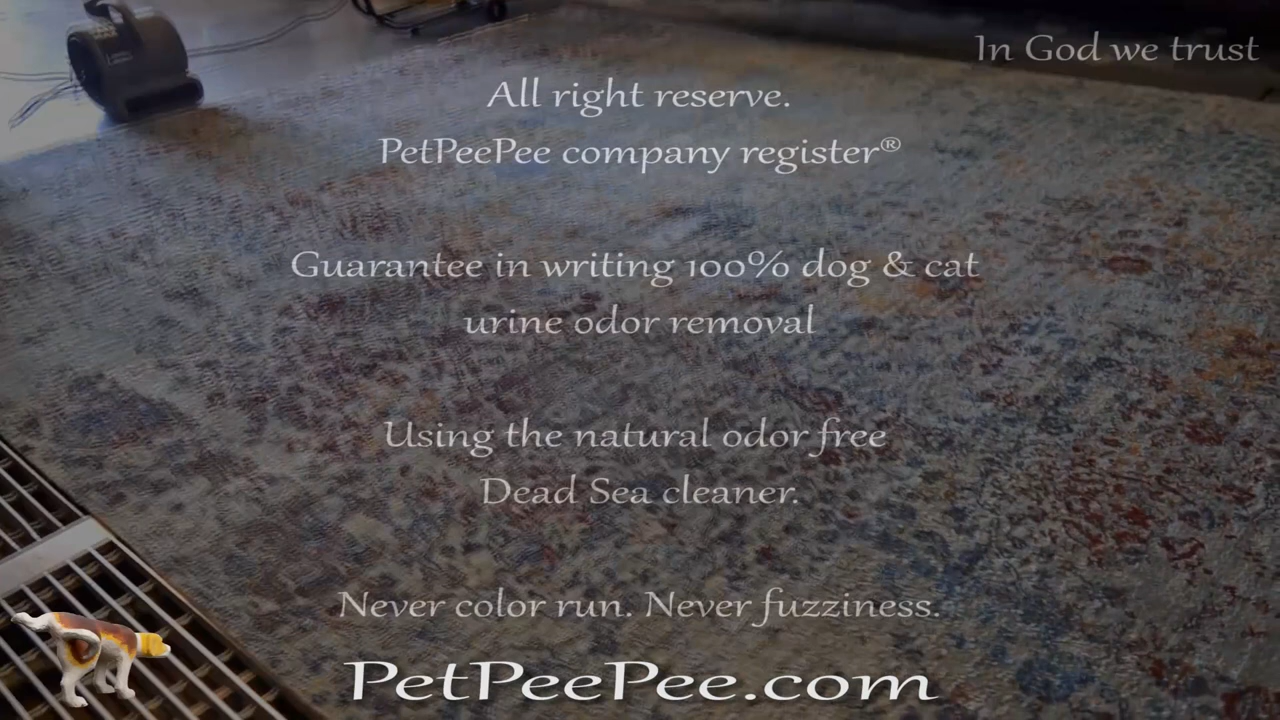 In God we trust
All right reserve.
PetPeePee company register®
Guarantee in writing 100% dog & cat
urine odor removal
Using the natural odor free
Dead Sea cleaner.
Never color run. Never fuzziness.
PetPeePee.com